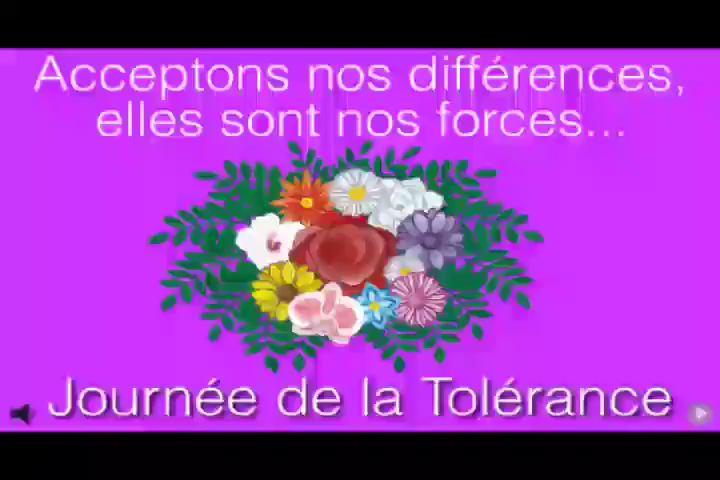 Acceptons nos différences,
elles sont nos forces...
Journée de la Tolérance